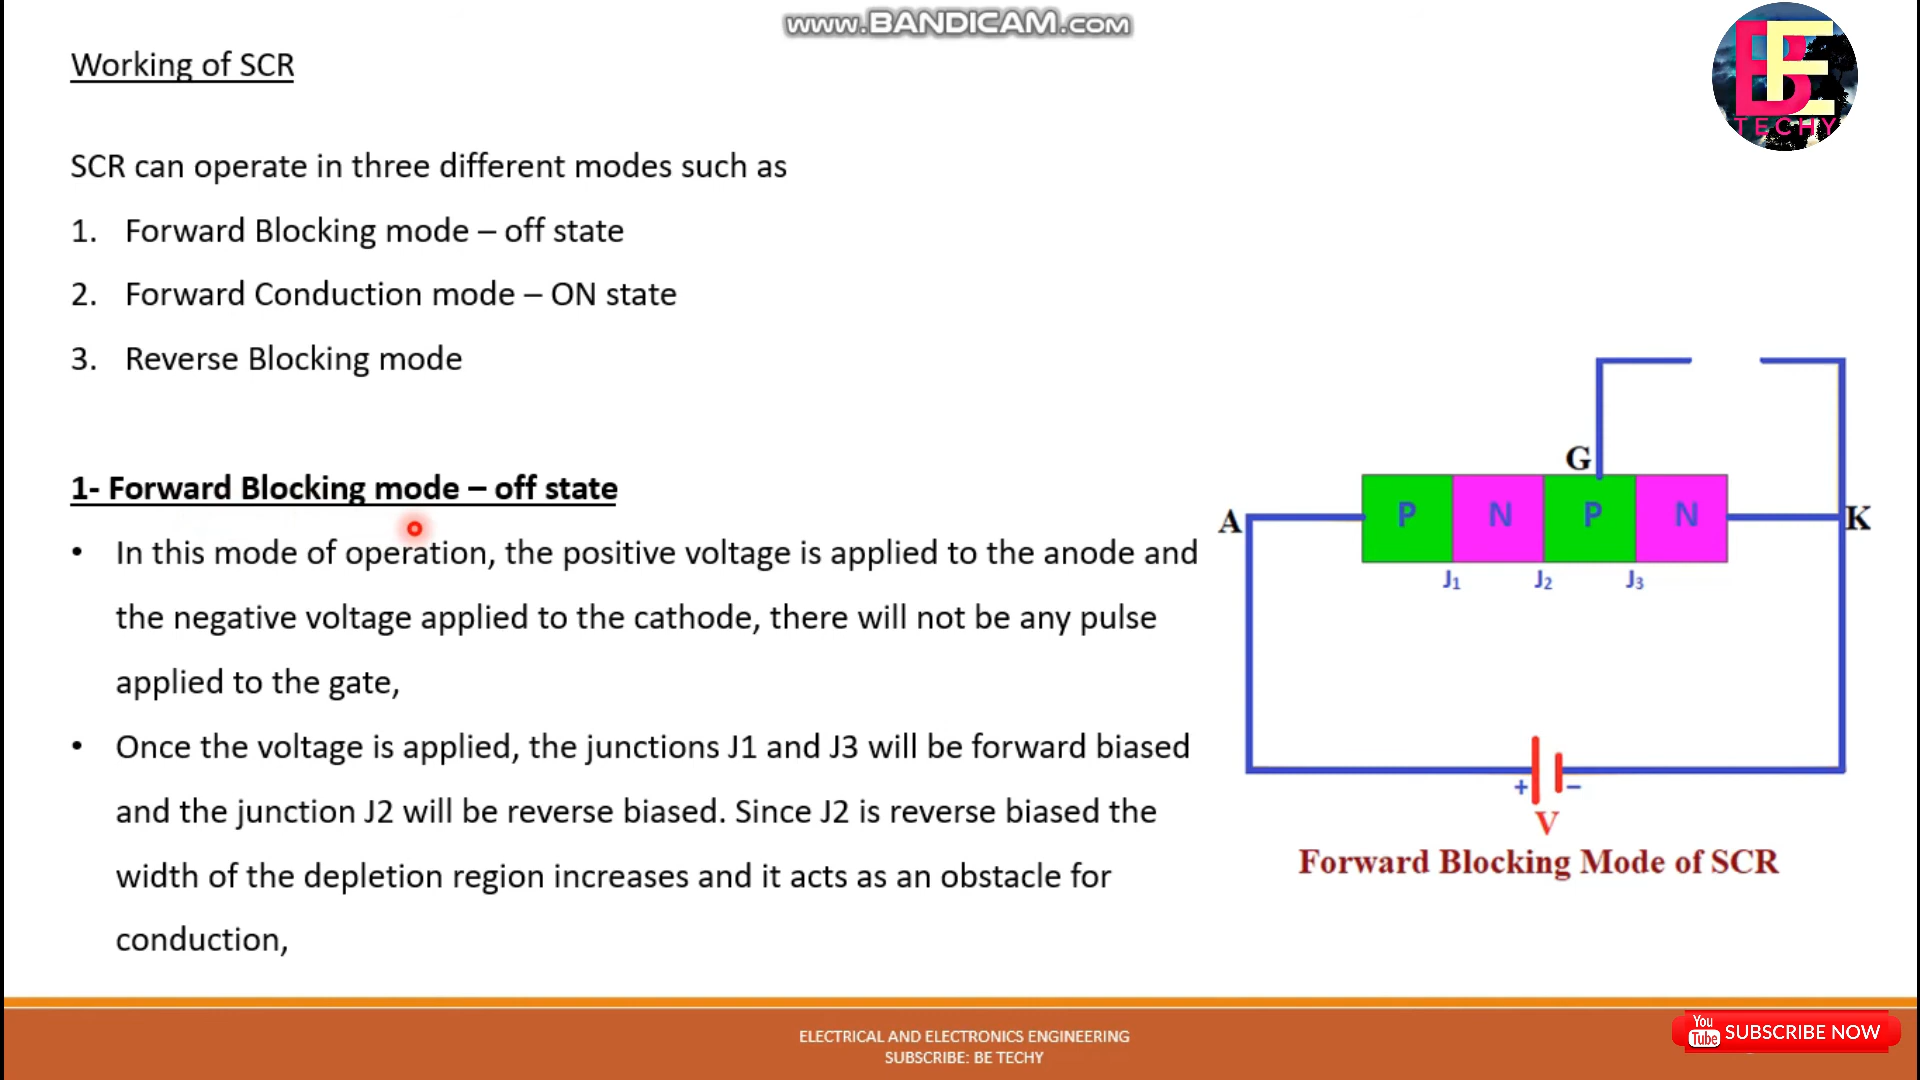 www.BANDICAM.com
Working of SCR
BE
TECHY
SCR can operate in three different modes such as
1. Forward Blocking mode – off state
2. Forward Conduction mode – ON state
3. Reverse Blocking mode
1- Forward Blocking mode – off state
• In this mode of operation, the positive voltage is applied to the anode and
the negative voltage applied to the cathode, there will not be any pulse
applied to the gate,
• Once the voltage is applied, the junctions J1 and J3 will be forward biased
and the junction J2 will be reverse biased. Since J2 is reverse biased the
width of the depletion region increases and it acts as an obstacle for
conduction,
G
A P N P N K
J1 J2 J3
+ –
V
Forward Blocking Mode of SCR
ELECTRICAL AND ELECTRONICS ENGINEERING
SUBSCRIBE: BE TECHY
You Tube SUBSCRIBE NOW